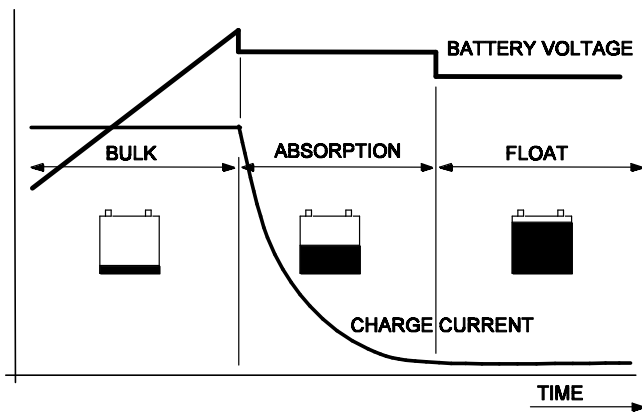 BATTERY VOLTAGE
BULK
ABSORPTION
FLOAT
CHARGE CURRENT
TIME